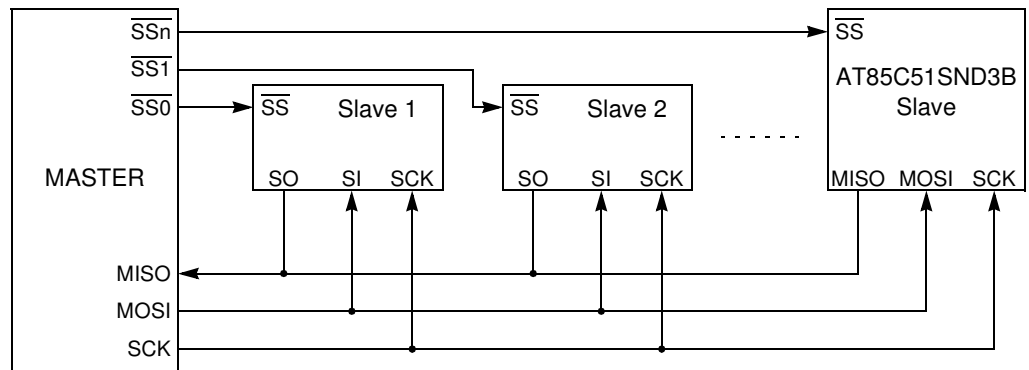 SSn
SS
SS1
AT85C51SND3B
Slave
SS0
SS
Slave 1
SS
Slave 2
MASTER
SO
SI
SCK
SO
SI
SCK
MISO
MOSI
SCK
MISO
MOSI
SCK